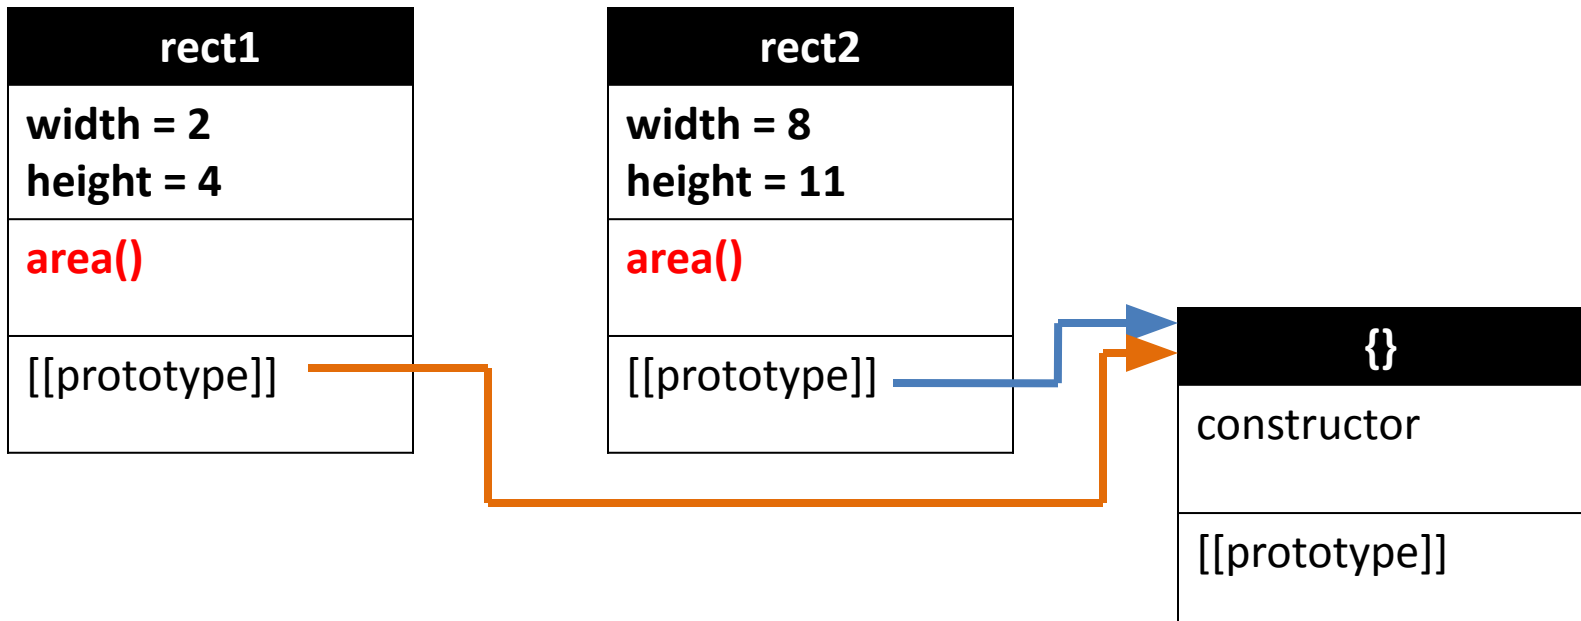 rect1
width = 2
height = 4
area()
[[prototype]]
rect2
width = 8
height = 11
area()
[[prototype]]
{}
constructor
[[prototype]]